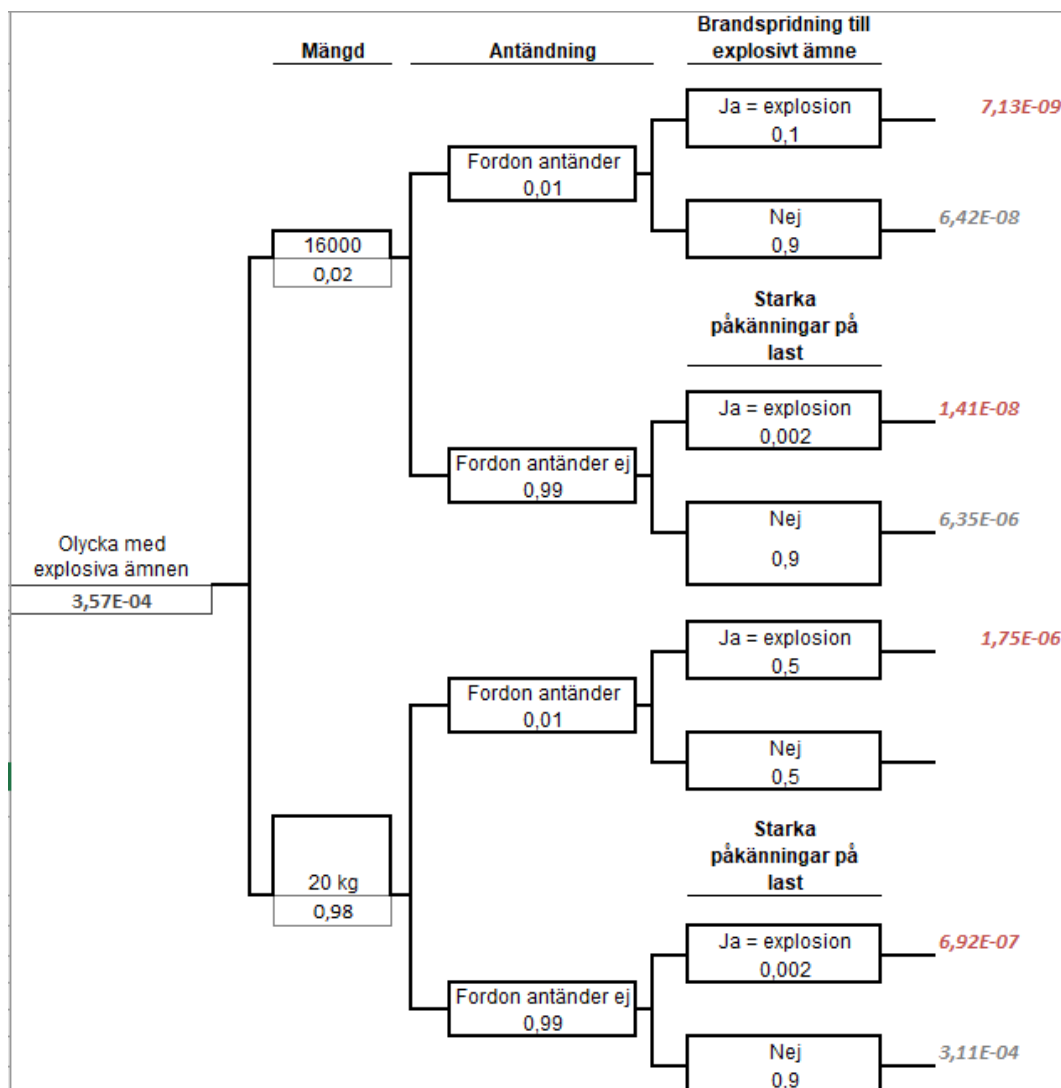 Mängd
Antändning
Brandspridning till
explosivt ämne
Ja = explosion
0,1
7,13E-09
Fordon antänder
0,01
Nej
0,9
6,42E-08
16000
0,02
Starka
påkänningar på
last
Ja = explosion
0,002
1,41E-08
Fordon antänder ej
0,99
Nej
0,9
6,35E-06
Olycka med
explosiva ämnen
3,57E-04
Ja = explosion
0,5
1,75E-06
Fordon antänder
0,01
Nej
0,5
20 kg
0,98
Starka
påkänningar på
last
Ja = explosion
0,002
6,92E-07
Fordon antänder ej
0,99
Nej
0,9
3,11E-04